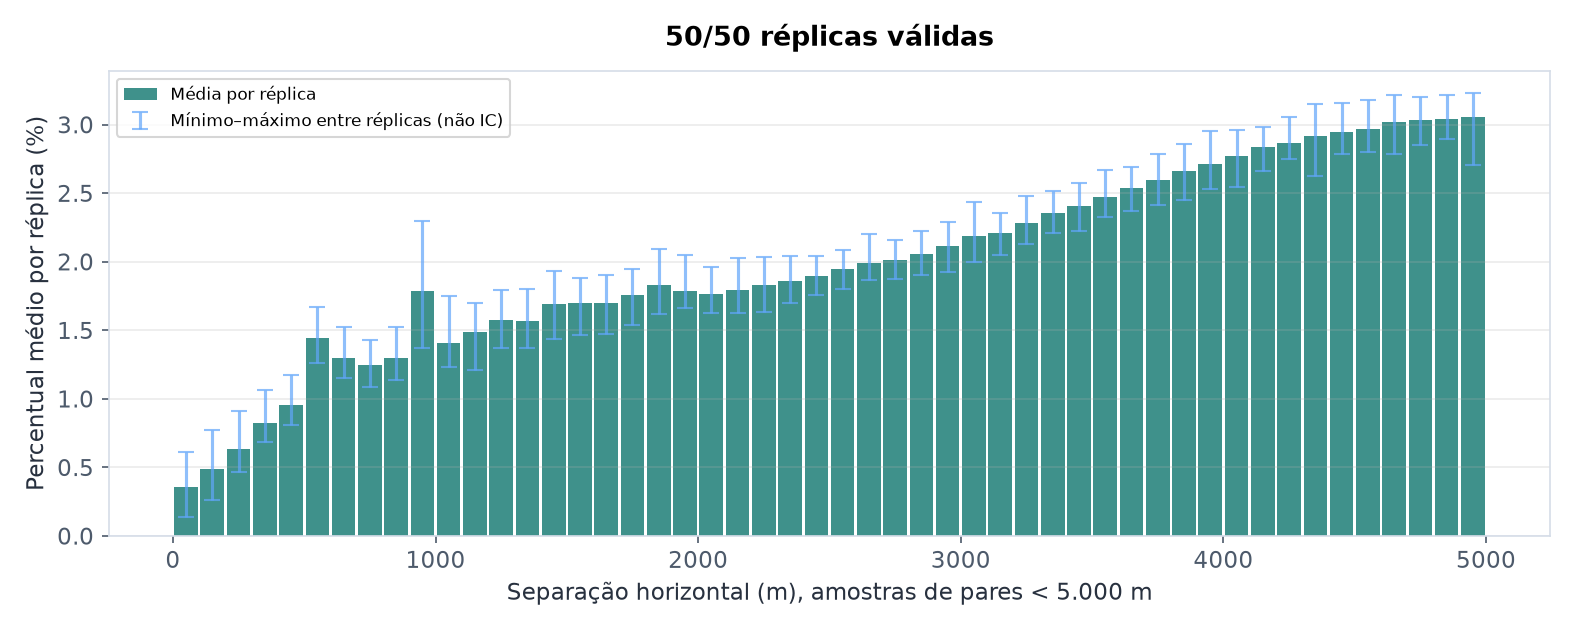 50/50 réplicas válidas
Média por réplica
Mínimo–máximo entre réplicas (não IC)
Percentual médio por réplica (%)
3.0
2.5
2.0
1.5
1.0
0.5
0.0
0 1000 2000 3000 4000 5000
Separação horizontal (m), amostras de pares < 5.000 m